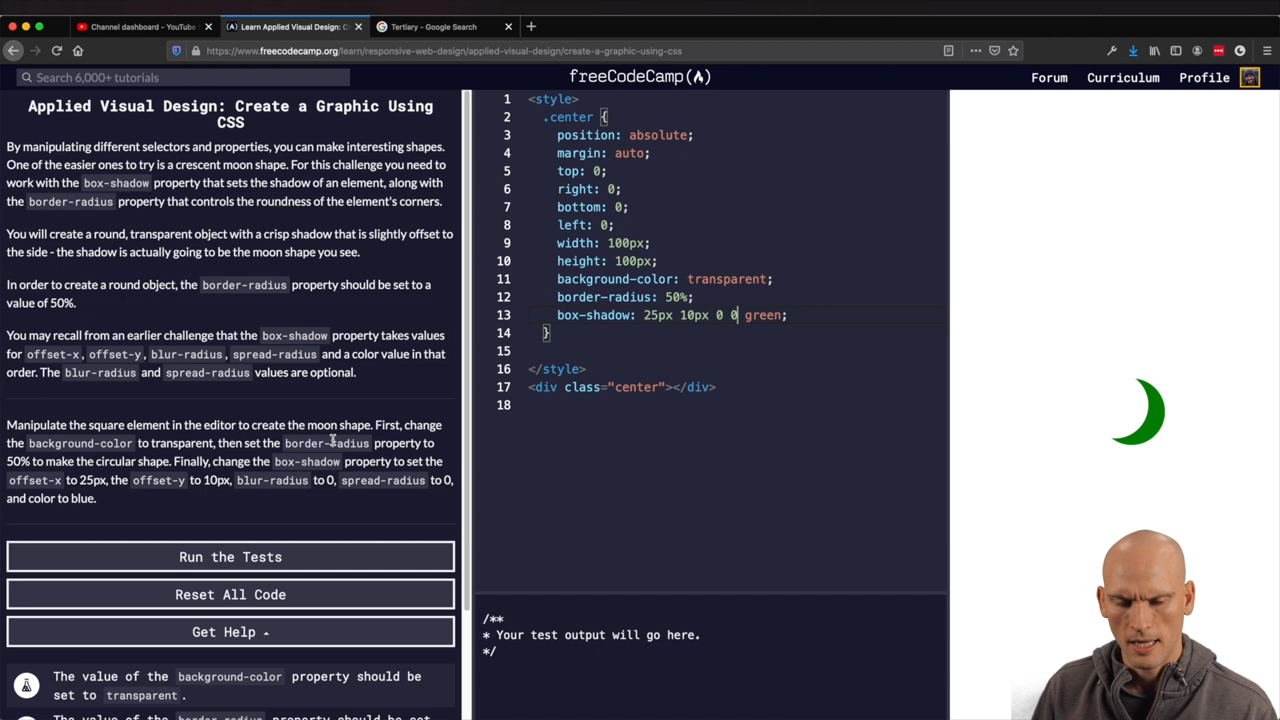 Channel dashboard - YouTube
Learn Applied Visual Design: C
Tertiary - Google Search
https://www.freecodecamp.org/learn/responsive-web-design/applied-visual-design/create-a-graphic-using-css
Search 6,000+ tutorials
freeCodeCamp
Forum
Curriculum
Profile
Applied Visual Design: Create a Graphic Using
CSS
By manipulating different selectors and properties, you can make interesting shapes.
One of the easier ones to try is a crescent moon shape. For this challenge you need to
work with the box-shadow property that sets the shadow of an element, along with
the border-radius property that controls the roundness of the element's corners.
You will create a round, transparent object with a crisp shadow that is slightly offset to
the side - the shadow is actually going to be the moon shape you see.
In order to create a round object, the border-radius property should be set to a
value of 50%.
You may recall from an earlier challenge that the box-shadow property takes values
for offset-x, offset-y, blur-radius, spread-radius and a color value in that
order. The blur-radius and spread-radius values are optional.
Manipulate the square element in the editor to create the moon shape. First, change
the background-color to transparent, then set the border-radius property to
50% to make the circular shape. Finally, change the box-shadow property to set the
offset-x to 25px, the offset-y to 10px, blur-radius to 0, spread-radius to 0,
and color to blue.
Run the Tests
Reset All Code
Get Help
The value of the background-color property should be
set to transparent.
The value of the border-radius property should be set
1 <style>
2 .center {
3 position: absolute;
4 margin: auto;
5 top: 0;
6 right: 0;
7 bottom: 0;
8 left: 0;
9 width: 100px;
10 height: 100px;
11 background-color: transparent;
12 border-radius: 50%;
13 box-shadow: 25px 10px 0 0 green;
14 }
15
16 </style>
17 <div class="center"></div>
18
/**
* Your test output will go here.
*/